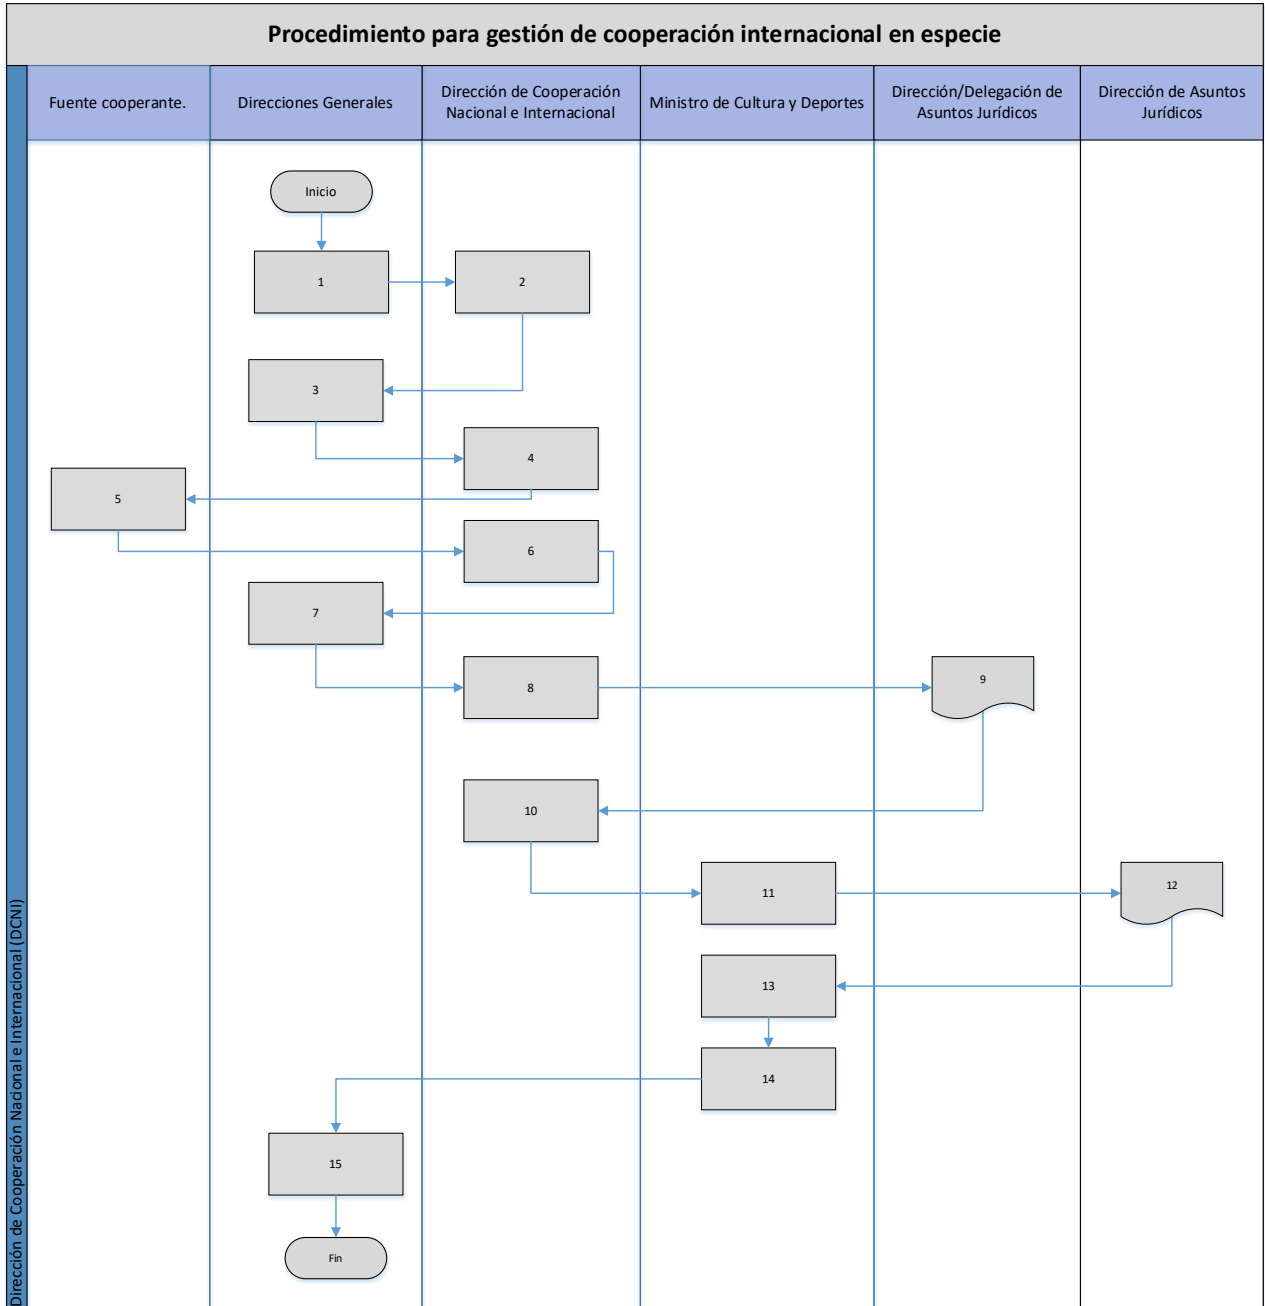 Procedimiento para gestión de cooperación internacional en especie
Fuente cooperante.
Direcciones Generales
Dirección de Cooperación
Nacional e Internacional
Ministro de Cultura y Deportes
Dirección/Delegación de
Asuntos Jurídicos
Dirección de Asuntos
Jurídicos
Dirección de Cooperación Nacional e Internacional (DCNI)
Inicio
1
2
3
4
5
6
7
8
9
10
11
12
13
14
15
Fin